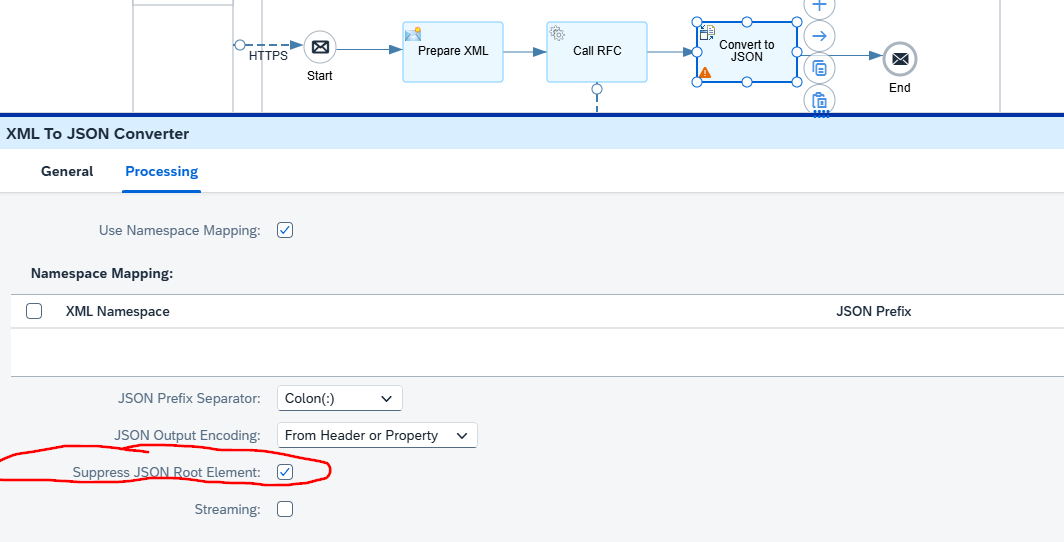 HTTPS
Start
Prepare XML
Call RFC
Convert to
JSON
End
XML To JSON Converter
General Processing
Use Namespace Mapping:
Namespace Mapping:
XML Namespace JSON Prefix
JSON Prefix Separator: Colon(:)
JSON Output Encoding: From Header or Property
Suppress JSON Root Element:
Streaming: